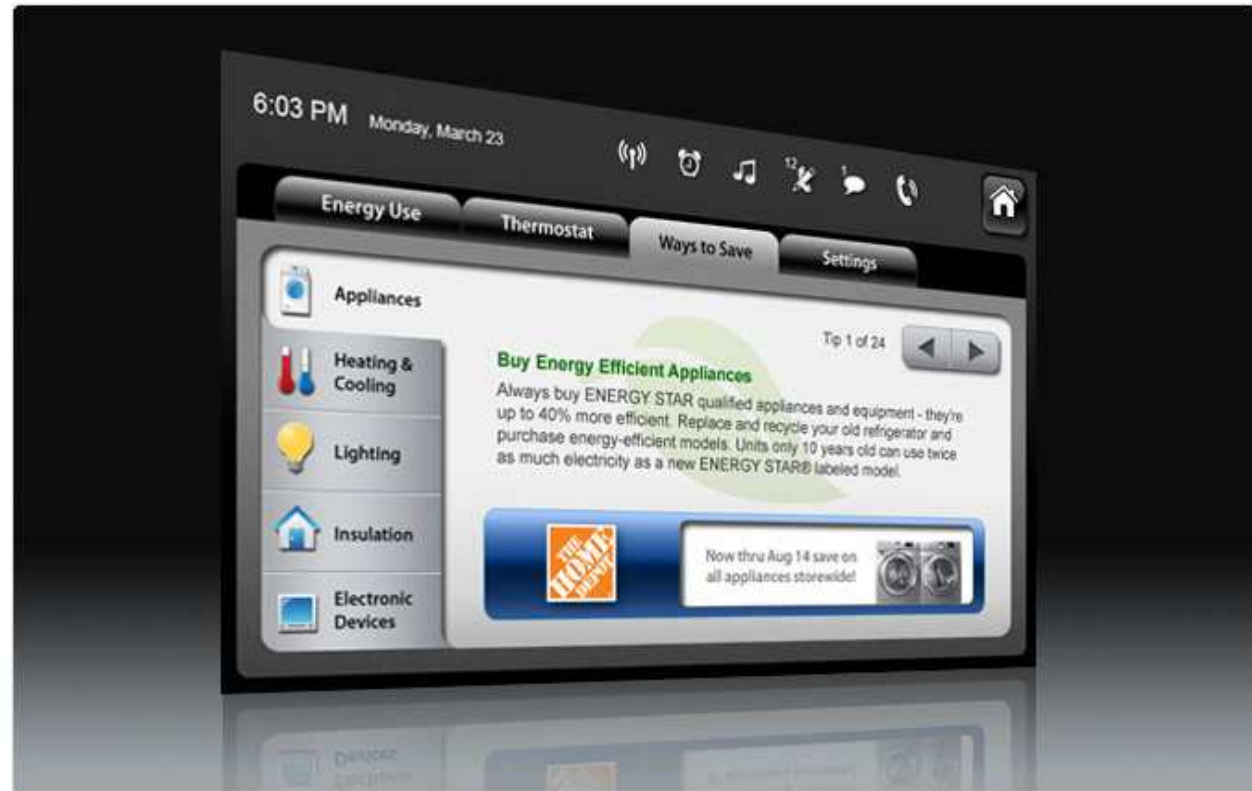 6:03 PM Monday, March 23
12
1
Energy Use
Thermostat
Ways to Save
Settings
Appliances
Heating &
Cooling
Lighting
Insulation
Electronic
Devices
Tip 1 of 24
Buy Energy Efficient Appliances
Always buy ENERGY STAR qualified appliances and equipment - they're
up to 40% more efficient. Replace and recycle your old refrigerator and
purchase energy-efficient models. Units only 10 years old can use twice
as much electricity as a new ENERGY STAR® labeled model.
THE
HOME
DEPOT
Now thru Aug 14 save on
all appliances storewide!